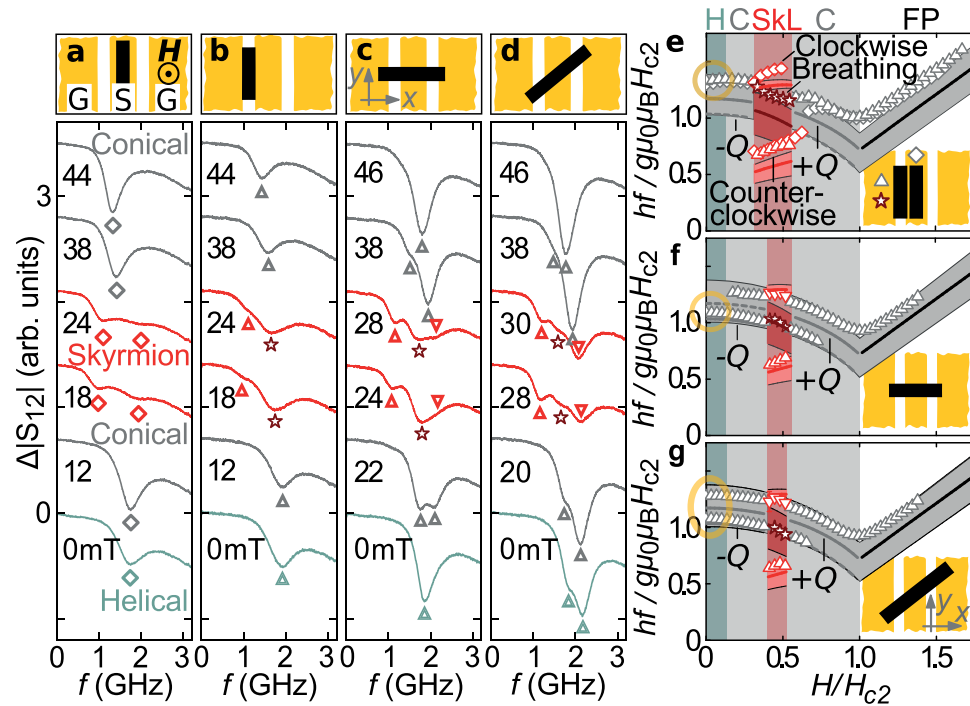 a
H
G
S
G
b
c
y
x
d
Conical
44
38
24
Skyrmion
18
Conical
12
0mT
Helical
44
38
24
18
12
0mT
46
38
28
24
22
0mT
46
38
30
28
20
0mT
Δ|S12| (arb. units)
3
0
0 1 2 3
f (GHz)
0 1 2 3
f (GHz)
0 1 2 3
f (GHz)
0 1 2 3
f (GHz)
H C SkL C FP
e
Clockwise
Breathing
-Q
+Q
Counter-
clockwise
1.0
0.5
0
hf / gμ0μBHc2
f
-Q
+Q
1.0
0.5
0
hf / gμ0μBHc2
g
-Q
+Q
y
x
1.0
0.5
0
hf / gμ0μBHc2
0 0.5 1.0 1.5
H/Hc2